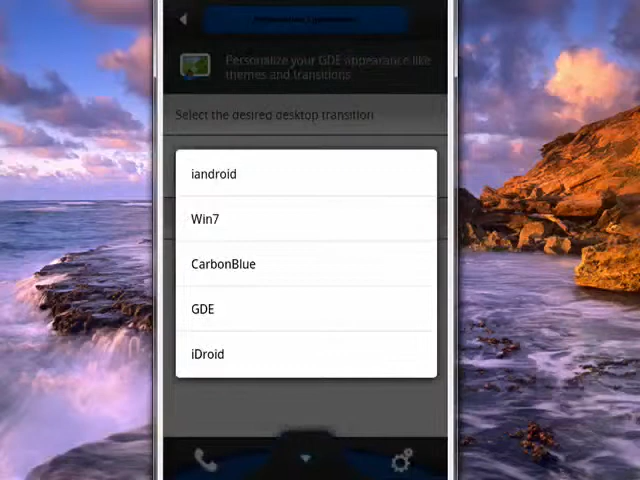 Personalize your GDE appearance like
themes and transitions
Select the desired desktop transition
iandroid
Win7
CarbonBlue
GDE
iDroid